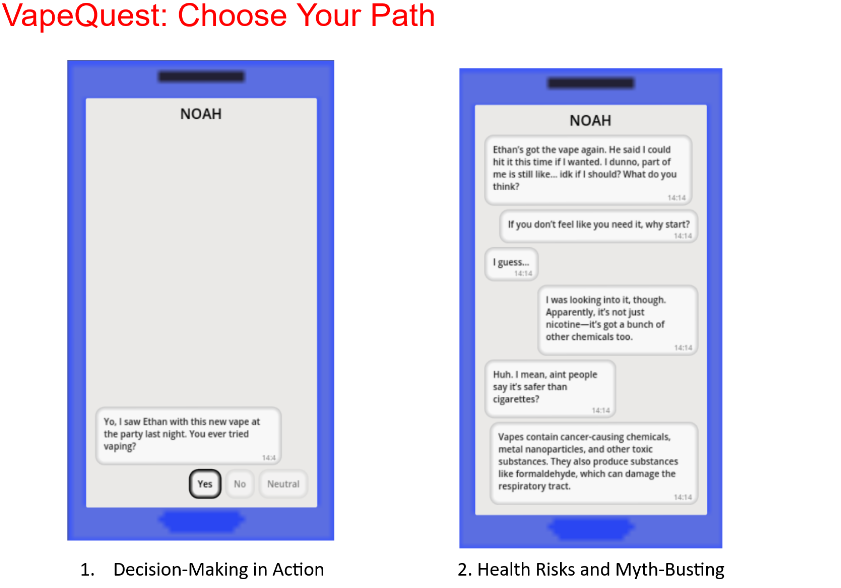 VapeQuest: Choose Your Path
NOAH
Yo, I saw Ethan with this new vape at
the party last night. You ever tried
vaping?
14:4
Yes No Neutral
1. Decision-Making in Action
NOAH
Ethan's got the vape again. He said I could
hit it this time if I wanted. I dunno, part of
me is still like... idk if I should? What do you
think?
14:14
If you don't feel like you need it, why start?
14:14
I guess...
14:14
I was looking into it, though.
Apparently, it's not just
nicotine—it's got a bunch of
other chemicals too.
14:14
Huh. I mean, aint people
say it's safer than
cigarettes?
14:14
Vapes contain cancer-causing chemicals,
metal nanoparticles, and other toxic
substances. They also produce substances
like formaldehyde, which can damage the
respiratory tract.
14:14
2. Health Risks and Myth-Busting